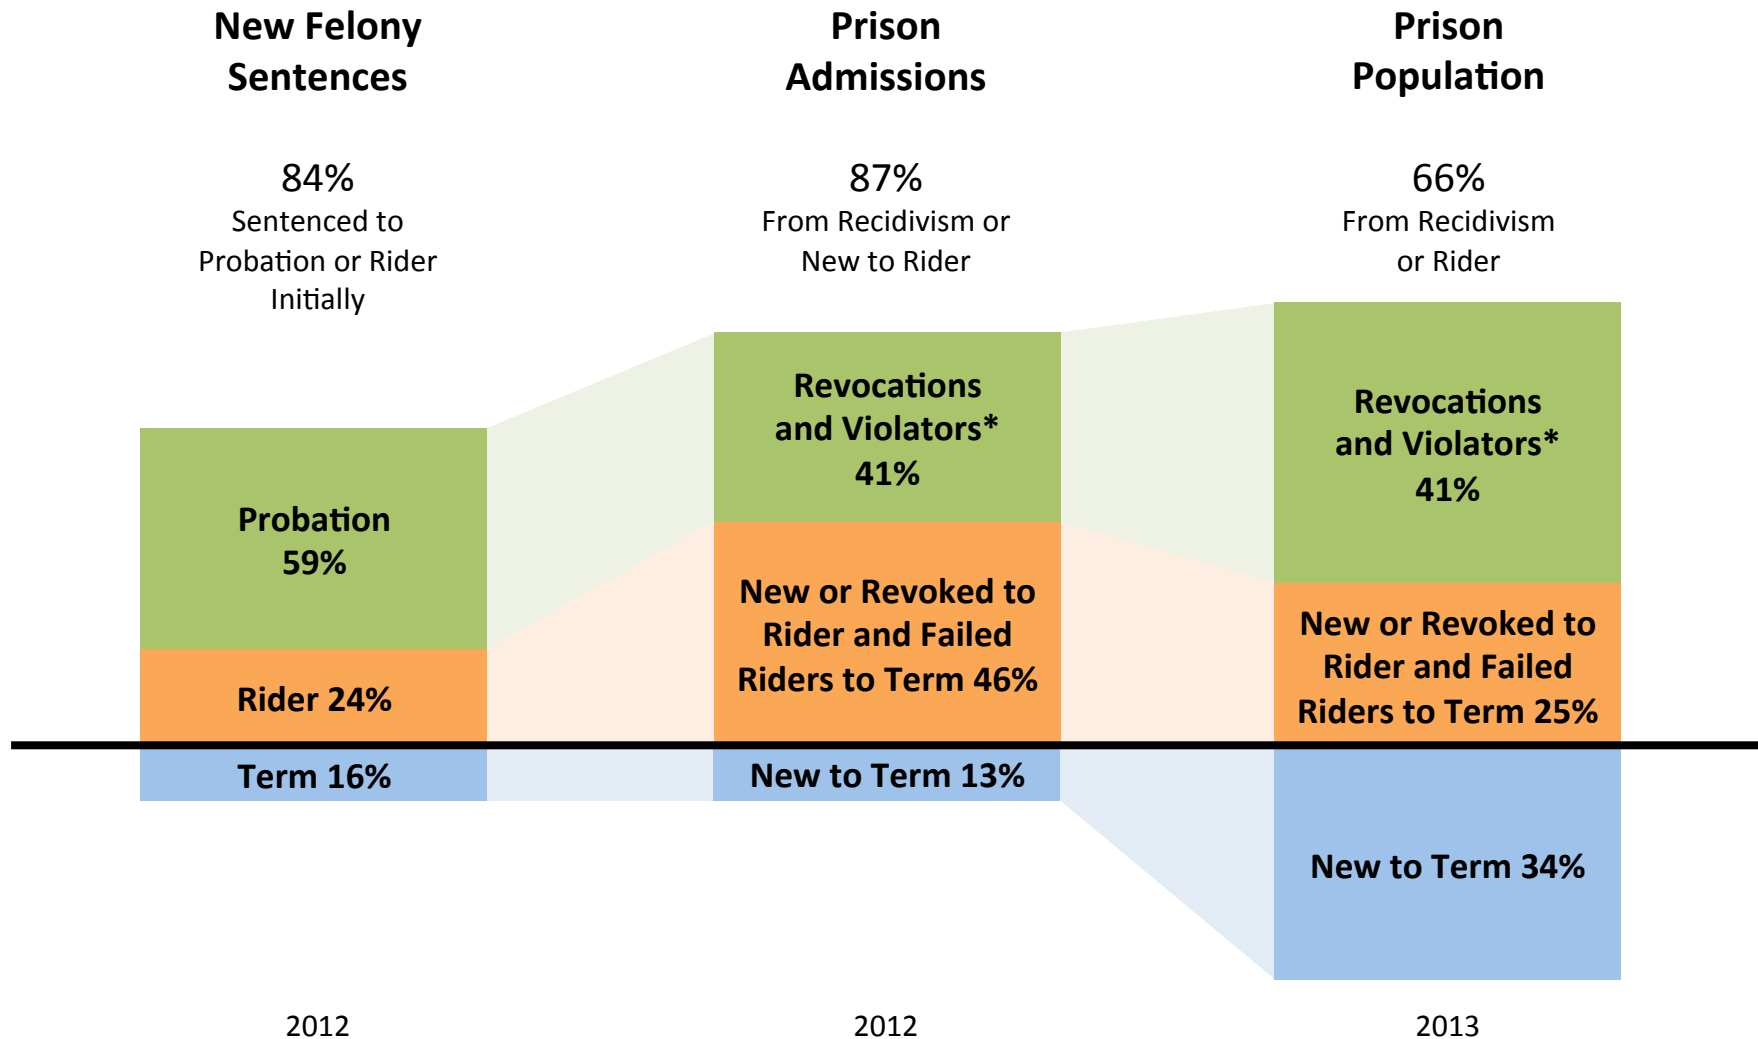 New Felony
Sentences
84%
Sentenced to
Probation or Rider
Initially
Probation
59%
Rider 24%
Term 16%
2012
Prison
Admissions
87%
From Recidivism or
New to Rider
Revocations
and Violators*
41%
New or Revoked to
Rider and Failed
Riders to Term 46%
New to Term 13%
2012
Prison
Population
66%
From Recidivism
or Rider
Revocations
and Violators*
41%
New or Revoked to
Rider and Failed
Riders to Term 25%
New to Term 34%
2013